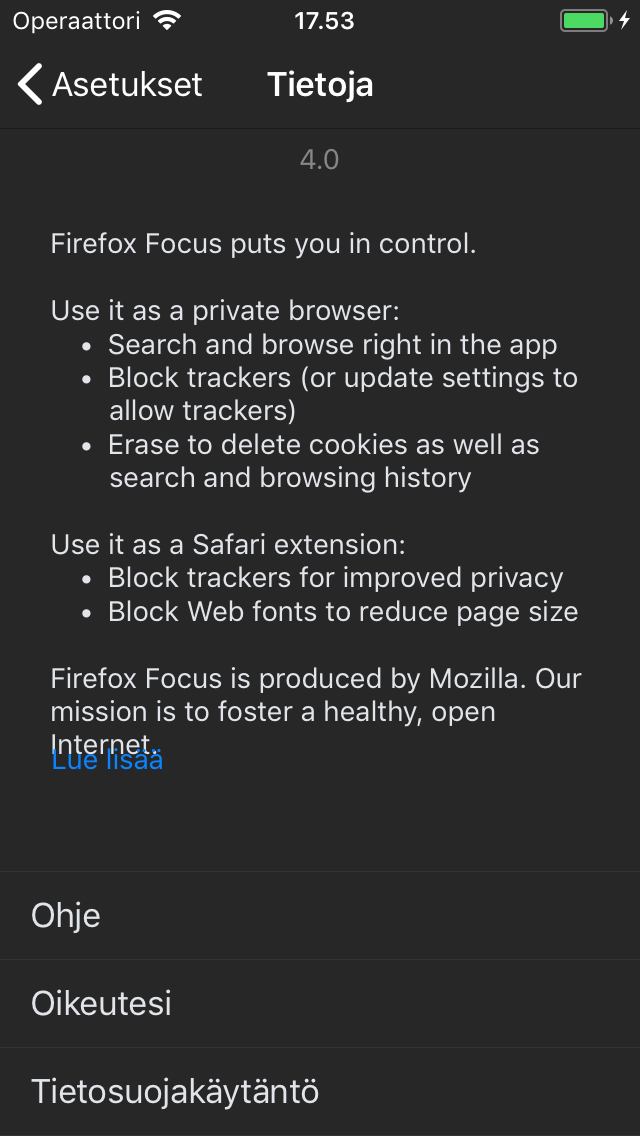 Operaattori 17.53
Asetukset Tietoja
4.0
Firefox Focus puts you in control.
Use it as a private browser:
• Search and browse right in the app
• Block trackers (or update settings to
allow trackers)
• Erase to delete cookies as well as
search and browsing history
Use it as a Safari extension:
• Block trackers for improved privacy
• Block Web fonts to reduce page size
Firefox Focus is produced by Mozilla. Our
mission is to foster a healthy, open
Internet.
Lue lisää
Ohje
Oikeutesi
Tietosuojakäytäntö